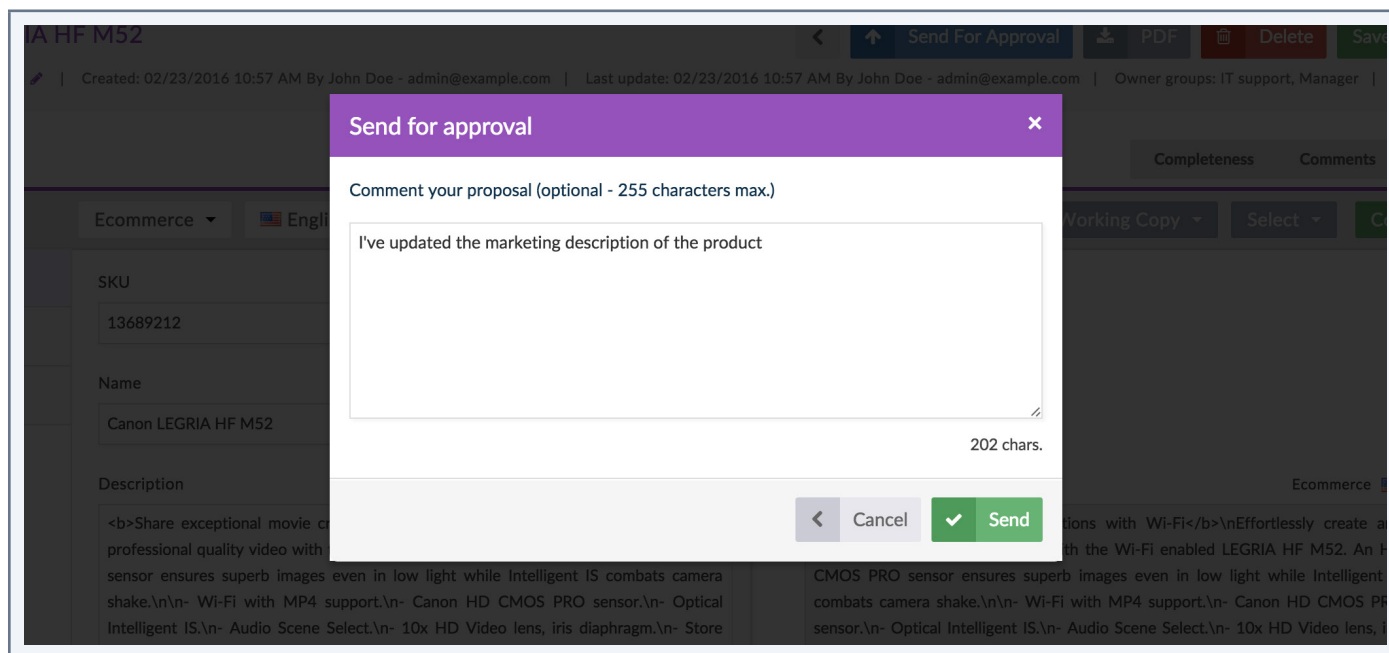 IA HF M52
Send For Approval PDF Delete Save
| Created: 02/23/2016 10:57 AM By John Doe - admin@example.com | Last update: 02/23/2016 10:57 AM By John Doe - admin@example.com | Owner groups: IT support, Manager |
Send for approval ×
Completeness Comments
Comment your proposal (optional - 255 characters max.)
Ecommerce Engli Working Copy Select
I've updated the marketing description of the product
SKU
13689212
Name
Canon LEGRIA HF M52
202 chars.
Description Ecommerce
Cancel Send
<b>Share exceptional movie cr
professional quality video with
sensor ensures superb images even in low light while Intelligent IS combats camera
shake.\n\n- Wi-Fi with MP4 support.\n- Canon HD CMOS PRO sensor.\n- Optical
Intelligent IS.\n- Audio Scene Select.\n- 10x HD Video lens, iris diaphragm.\n- Store
tions with Wi-Fi</b>\nEffortlessly create a
th the Wi-Fi enabled LEGRIA HF M52. An H
CMOS PRO sensor ensures superb images even in low light while Intelligent
combats camera shake.\n\n- Wi-Fi with MP4 support.\n- Canon HD CMOS PR
sensor.\n- Optical Intelligent IS.\n- Audio Scene Select.\n- 10x HD Video lens, i